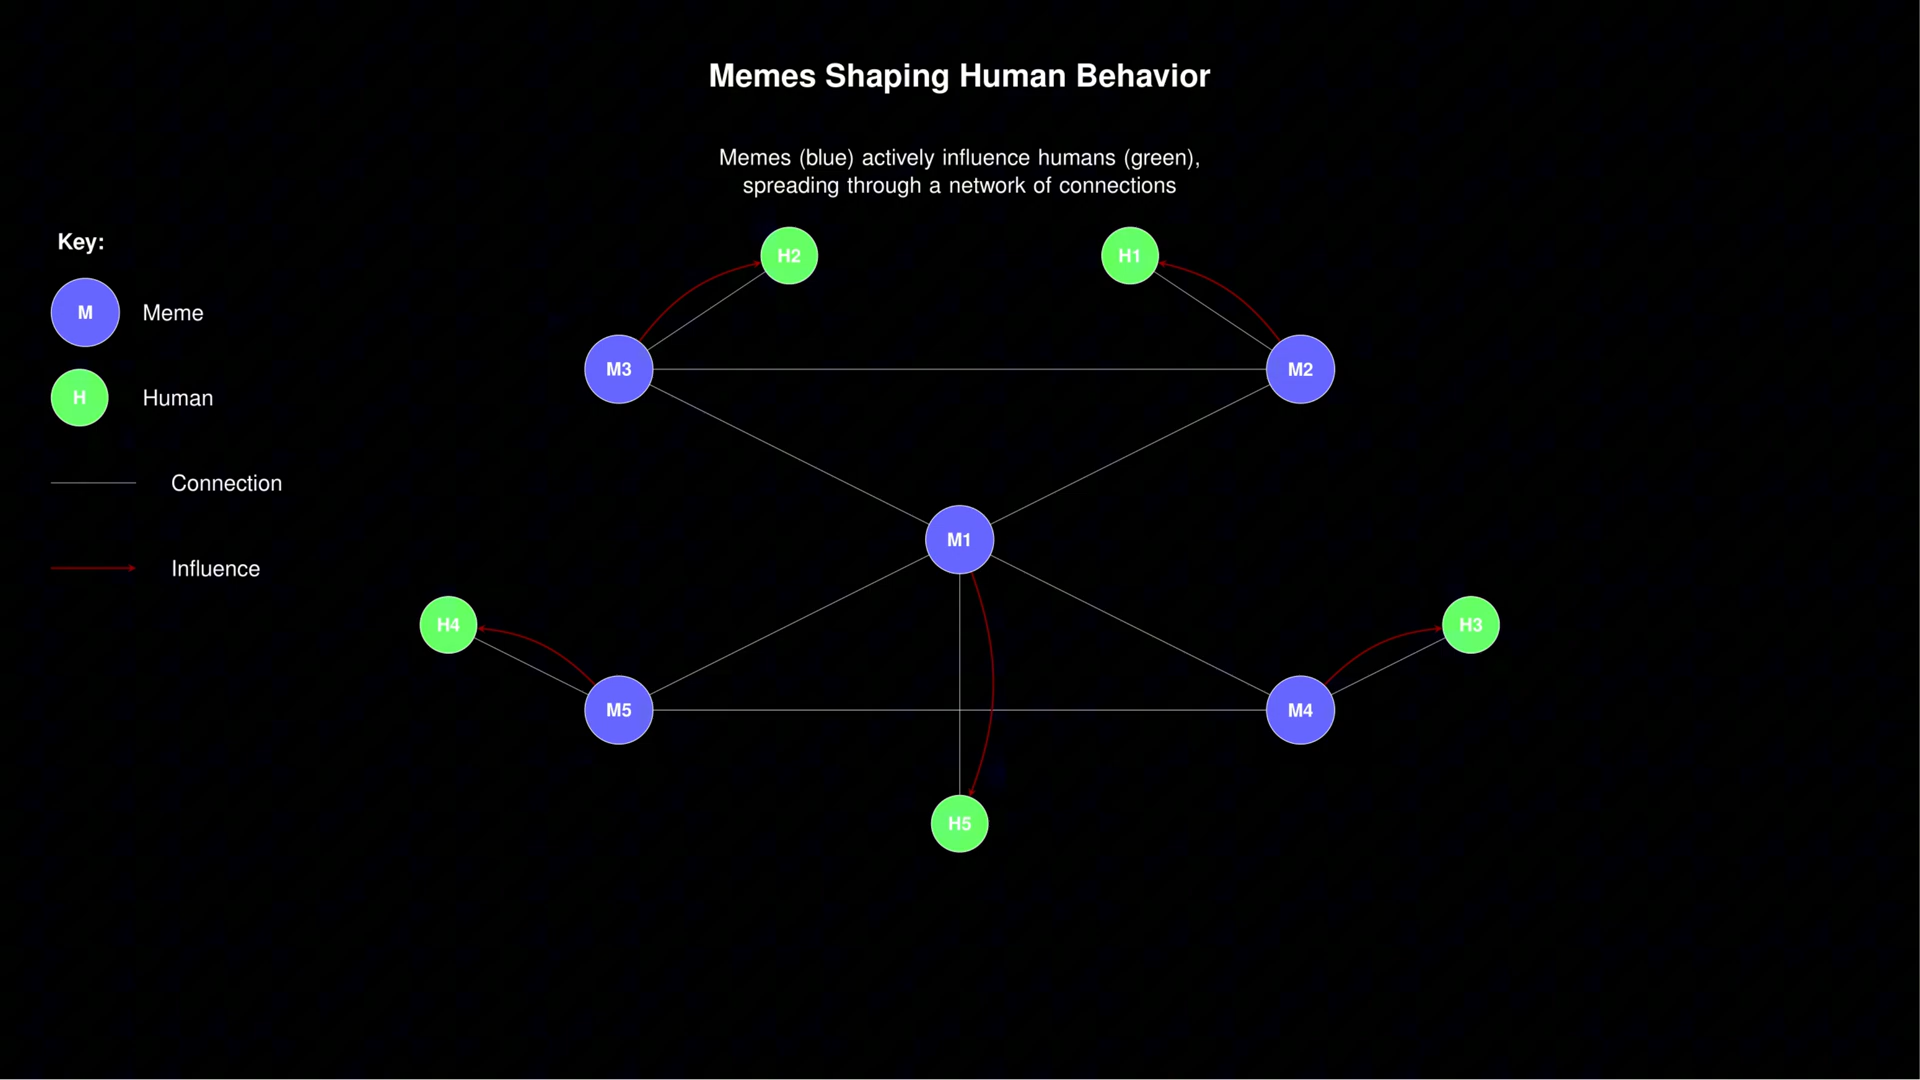 Memes Shaping Human Behavior
Memes (blue) actively influence humans (green),
spreading through a network of connections
Key:
M Meme
H Human
Connection
Influence
H2
H1
M3
M2
M1
H4
H3
M5
M4
H5